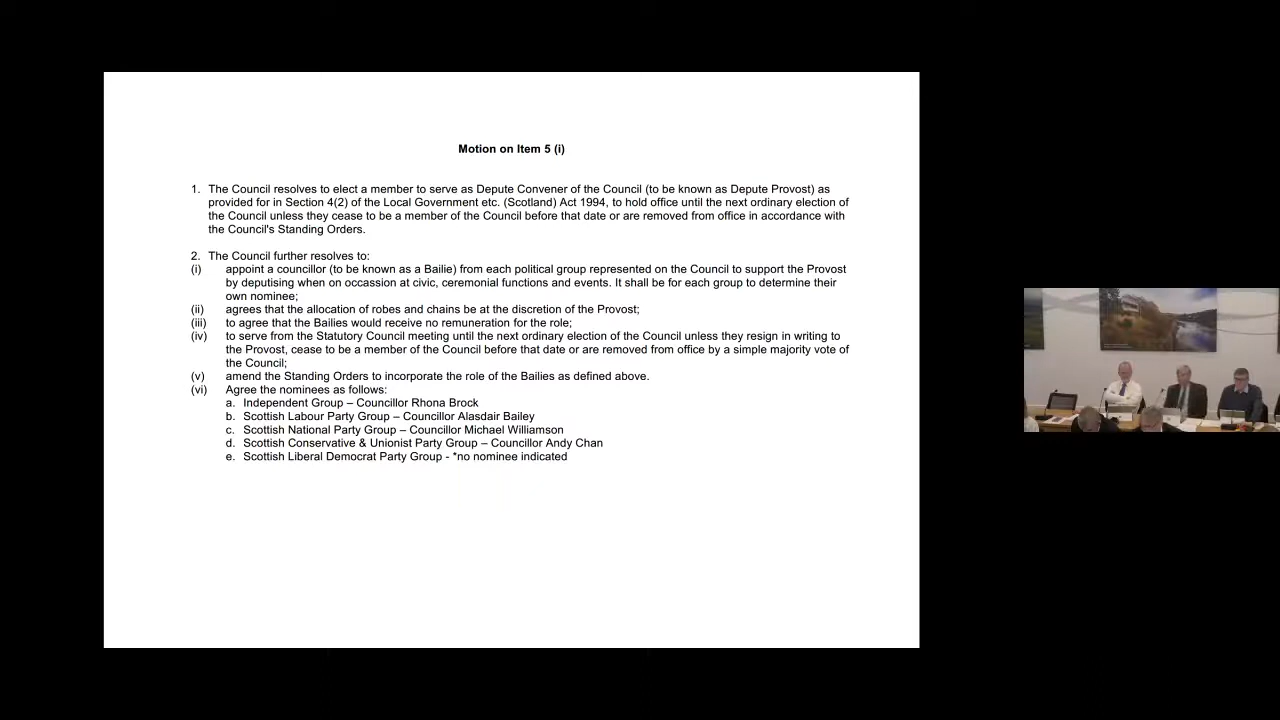 Motion on Item 5 (i)
1. The Council resolves to elect a member to serve as Depute Convener of the Council (to be known as Depute Provost) as
provided for in Section 4(2) of the Local Government etc. (Scotland) Act 1994, to hold office until the next ordinary election of
the Council unless they cease to be a member of the Council before that date or are removed from office in accordance with
the Council's Standing Orders.
2. The Council further resolves to:
(i) appoint a councillor (to be known as a Bailie) from each political group represented on the Council to support the Provost
by deputising when on occassion at civic, ceremonial functions and events. It shall be for each group to determine their
own nominee;
(ii) agrees that the allocation of robes and chains be at the discretion of the Provost;
(iii) to agree that the Bailies would receive no remuneration for the role;
(iv) to serve from the Statutory Council meeting until the next ordinary election of the Council unless they resign in writing to
the Provost, cease to be a member of the Council before that date or are removed from office by a simple majority vote of
the Council;
(v) amend the Standing Orders to incorporate the role of the Bailies as defined above.
(vi) Agree the nominees as follows:
a. Independent Group – Councillor Rhona Brock
b. Scottish Labour Party Group – Councillor Alasdair Bailey
c. Scottish National Party Group – Councillor Michael Williamson
d. Scottish Conservative & Unionist Party Group – Councillor Andy Chan
e. Scottish Liberal Democrat Party Group - *no nominee indicated